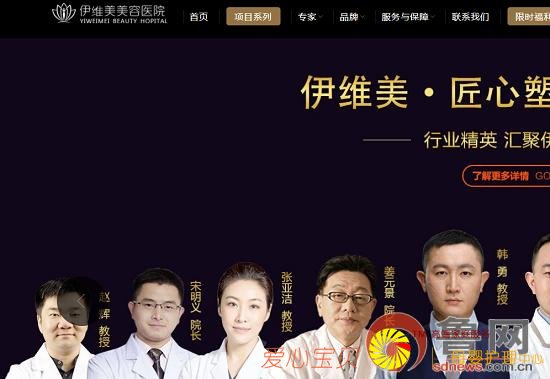 伊维美美容医院
YIWEIMEI BEAUTY HOPITAL
首页
项目系列
专家
品牌
服务与保障
联系我们
限时福利
伊维美·匠心塑
行业精英 汇聚伊
了解更多详情 GO
赵辉 教授
宋明义 院长
张亚洁 教授
姜元景 院长
韩勇 教授
爱心宝贝
鲁网
母婴护理中心
sdnews.com.cn